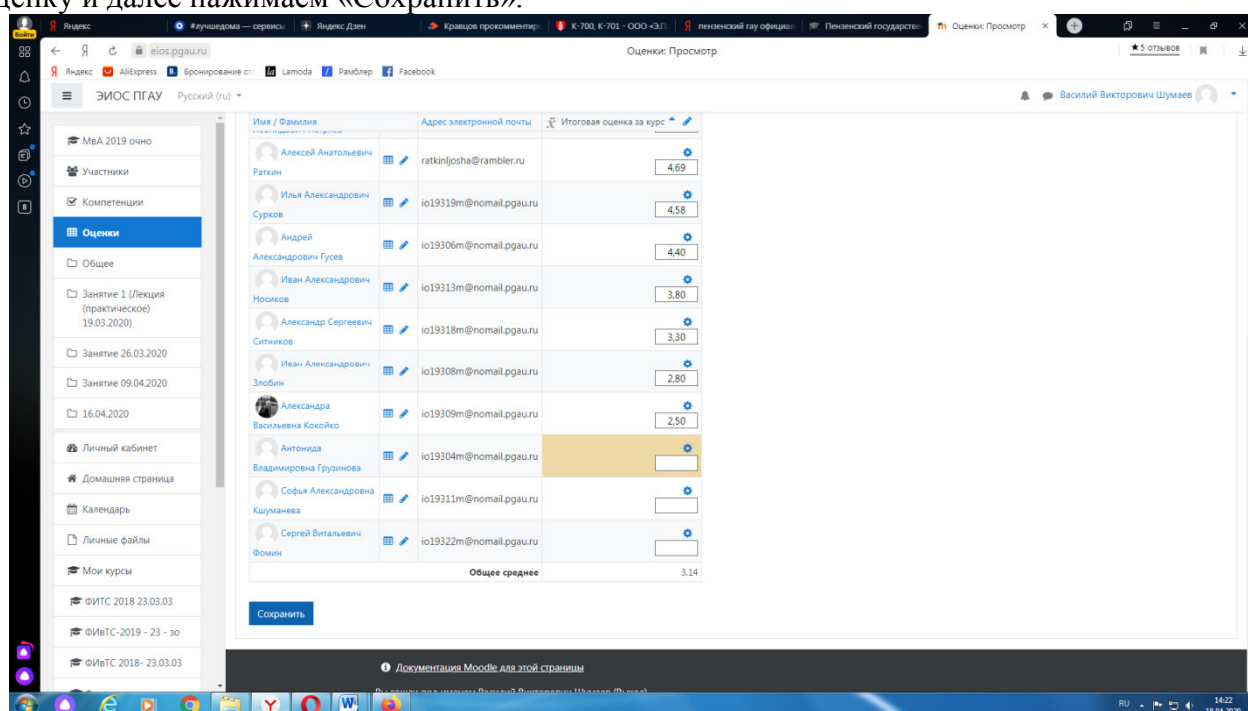 оценку и далее нажимаем «Сохранить».
Войти
Яндекс
#лучшедома — сервисы
Яндекс.Дзен
Кравцов прокомментиро
К-700, К-701 - ООО «ЭЛ
пензенский гау официал
Пензенский государствен
Оценки: Просмотр
eios.pgau.ru
Оценки: Просмотр
★5 отзывов
Яндекс
AliExpress
Бронирование от
Lamoda
Рамблер
Facebook
ЭИОС ПГАУ Русский (ru)
Василий Викторович Шумаев
МвА 2019 очно
Участники
Компетенции
Оценки
Общее
Занятие 1 (Лекция
(практическое)
19.03.2020)
Занятие 26.03.2020
Занятие 09.04.2020
16.04.2020
Личный кабинет
Домашняя страница
Календарь
Личные файлы
Мои курсы
ФИТС 2018 23.03.03
ФИвТС-2019 - 23 - зо
ФИвТС 2018- 23.03.03
Имя / Фамилия Адрес электронной почты Итоговая оценка за курс
Алексей Анатольевич
Раткин
ratkinljosha@rambler.ru
4,69
Илья Александрович
Сурков
io19319m@nomail.pgau.ru
4,58
Андрей
Александрович Гусев
io19306m@nomail.pgau.ru
4,40
Иван Александрович
Носиков
io19313m@nomail.pgau.ru
3,80
Александр Сергеевич
Ситников
io19318m@nomail.pgau.ru
3,30
Иван Александрович
Злобин
io19308m@nomail.pgau.ru
2,80
Александра
Васильевна Кокойко
io19309m@nomail.pgau.ru
2,50
Антонида
Владимировна Грузинова
io19304m@nomail.pgau.ru
Софья Александровна
Кшуманева
io19311m@nomail.pgau.ru
Сергей Витальевич
Фомин
io19322m@nomail.pgau.ru
Общее среднее 3,14
Сохранить
Документация Moodle для этой страницы
RU
14:22